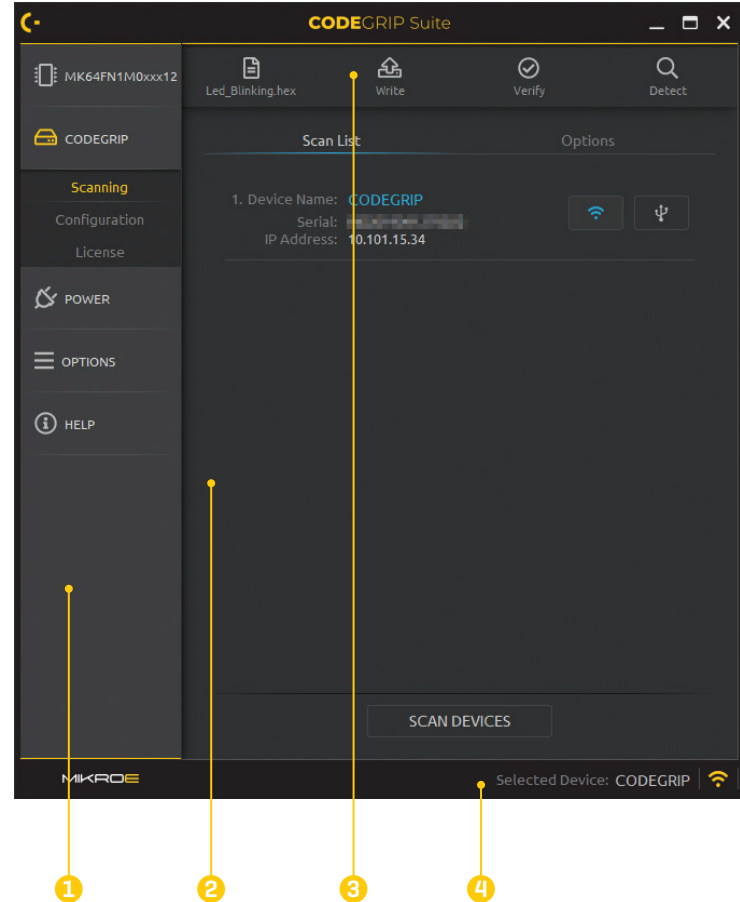 CODEGRIP Suite
MK64FN1M0xxx12
CODEGRIP
Scanning
Configuration
License
POWER
OPTIONS
HELP
Led_Blinking.hex
Write
Verify
Detect
Scan List
Options
1. Device Name: CODEGRIP
Serial:
IP Address: 10.101.15.34
SCAN DEVICES
MIKROE
Selected Device: CODEGRIP
1
2
3
4